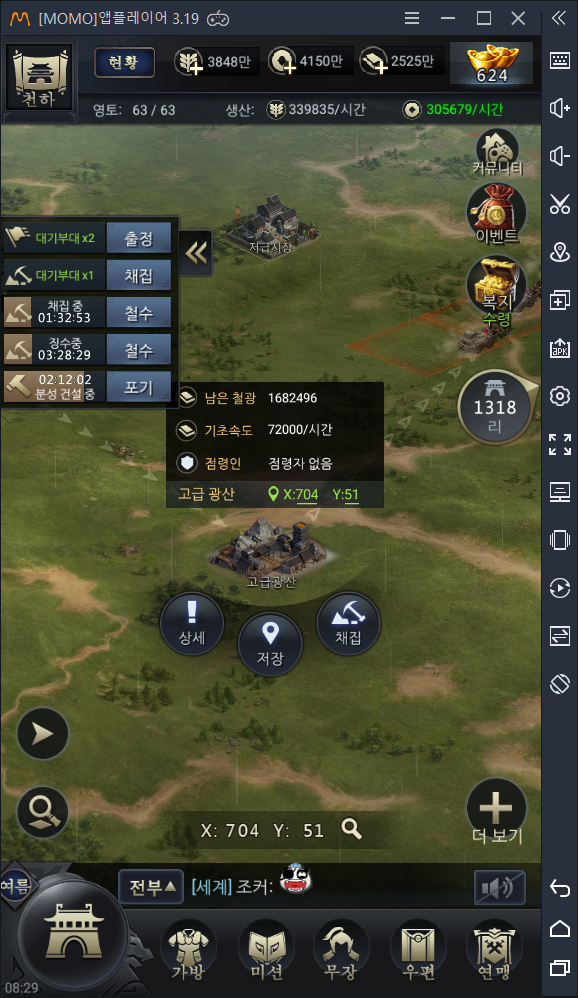 [MOMO]앱플레이어 3.19
천하
현황
3848만
4150만
2525만
624
영토: 63 / 63
생산: 339835/시간
305679/시간
커뮤니티
저급시장
이벤트
대기부대 x2
출정
대기부대 x1
채집
채집 중
01:32:53
철수
징수중
03:28:29
철수
02:12:02
분성 건설 중
포기
복지
수령
1318
리
남은 철광 1682496
기초속도 72000/시간
점령인 점령자 없음
고급 광산 X:704 Y:51
고급광산
상세
저장
채집
X: 704 Y: 51
더 보기
여름
전부
[세계] 조커:
가방
미션
무장
우편
연맹
08:29
APK